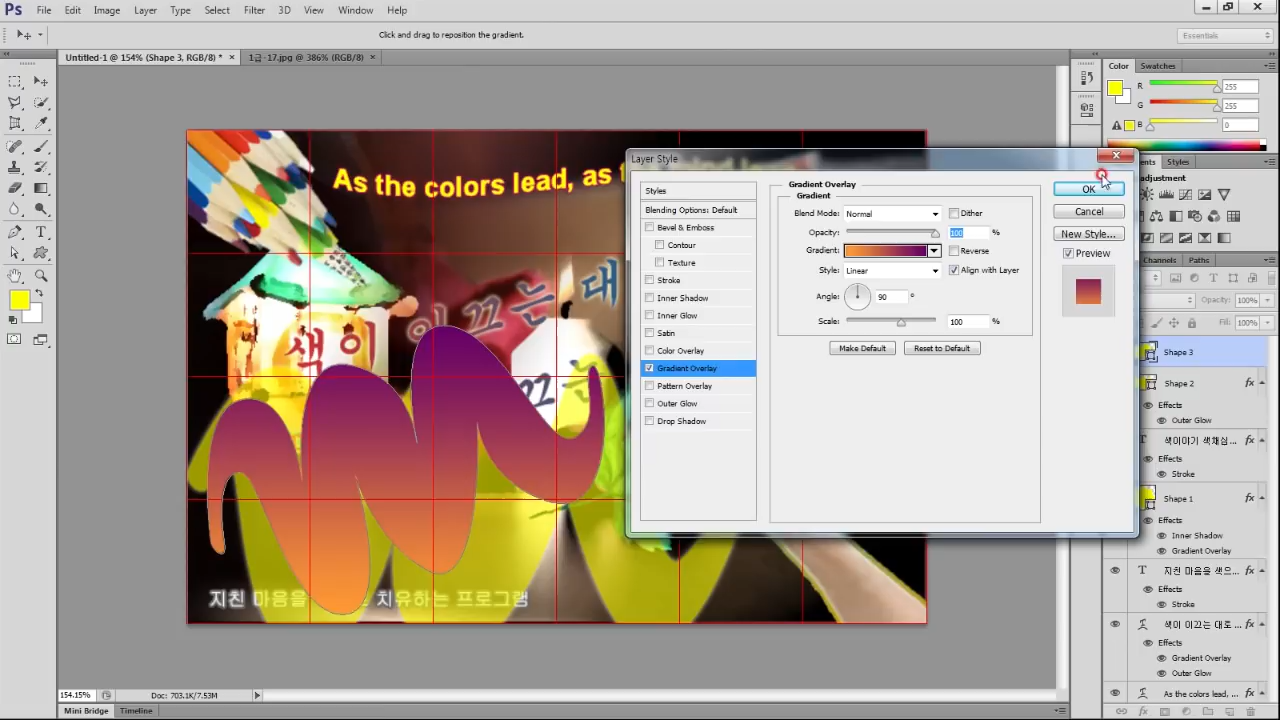 Ps File Edit Image Layer Type Select Filter 3D View Window Help
Click and drag to reposition the gradient.
Essentials
Untitled-1 @ 154% (Shape 3, RGB/8) * ×
1급-17.jpg @ 386% (RGB/8) ×
Color Swatches
R 255
G 255
B 0
Styles
Channels Paths
Opacity: 100%
Fill: 100%
As the colors lead, as
색이
이끄는 대
지친 마음을 치유하는 프로그램
Layer Style
Styles
Blending Options: Default
Bevel & Emboss
Contour
Texture
Stroke
Inner Shadow
Inner Glow
Satin
Color Overlay
Gradient Overlay
Pattern Overlay
Outer Glow
Drop Shadow
Gradient Overlay
Gradient
Blend Mode: Normal Dither
Opacity: 100 %
Gradient: Reverse
Style: Linear Align with Layer
Angle: 90 °
Scale: 100 %
Make Default Reset to Default
OK
Cancel
New Style...
Preview
Shape 3
Shape 2 fx
Effects
Outer Glow
T 색이이기 색채심... fx
Effects
Stroke
Shape 1
Effects
Inner Shadow
Gradient Overlay
T 지친 마음을 색으... fx
Effects
Stroke
색이 이끄는 대로 fx
Effects
Gradient Overlay
Outer Glow
As the colors lead, ... fx
154.15% Doc: 703.1K/7.53M
Mini Bridge Timeline